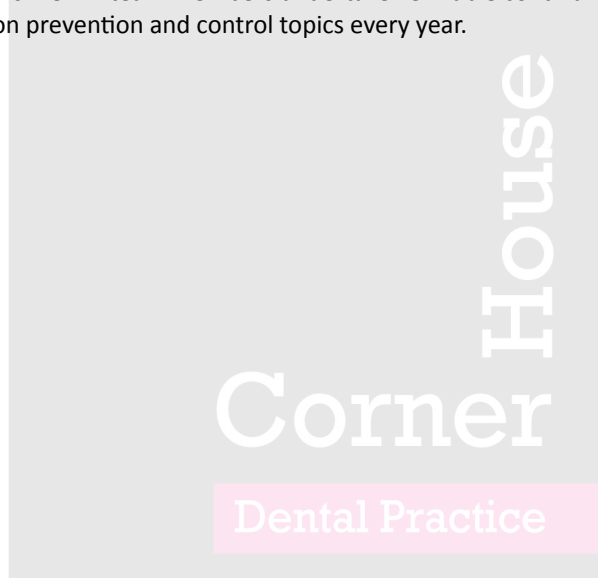 on prevention and control topics every year.
House
Corner
Dental Practice